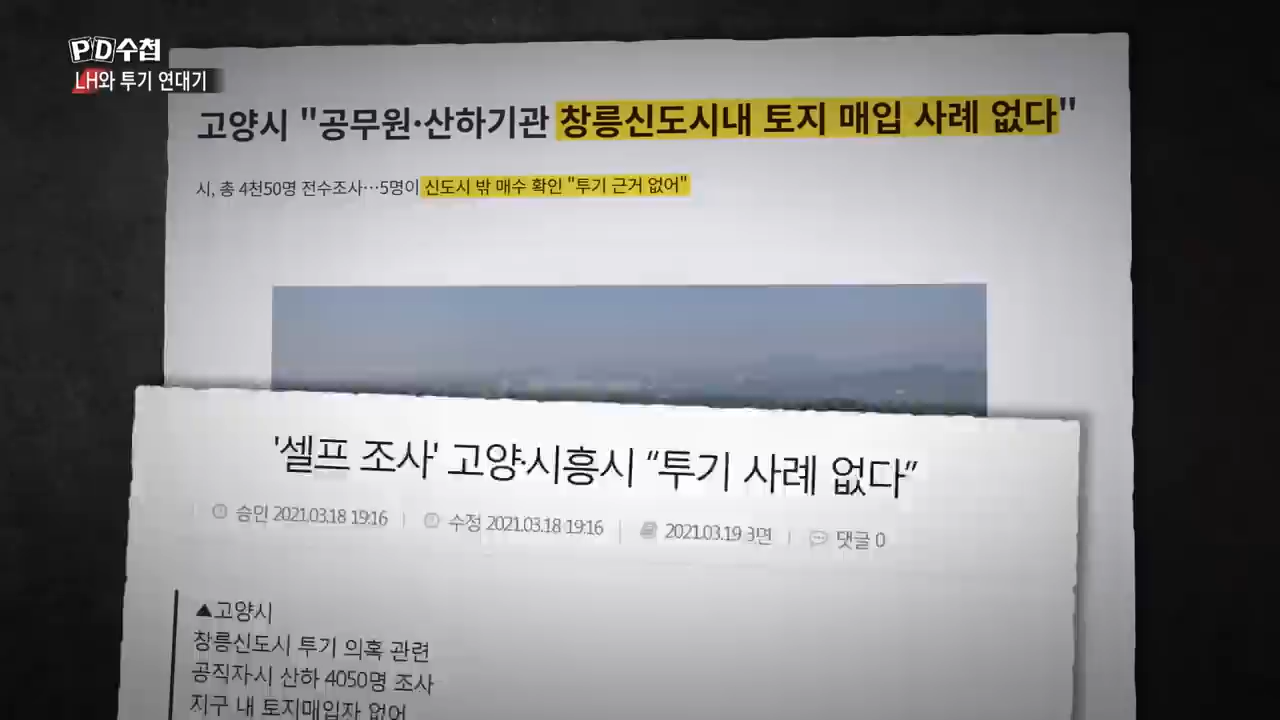 PD수첩
LH와 투기 연대기
고양시 "공무원·산하기관 창릉신도시내 토지 매입 사례 없다"
시, 총 4천50명 전수조사…5명이 신도시 밖 매수 확인 "투기 근거 없어"
'셀프 조사' 고양·시흥시 “투기 사례 없다”
승인 2021.03.18 19:16 수정 2021.03.18 19:16 2021.03.19 3면 댓글 0
▲고양시
창릉신도시 투기 의혹 관련
공직자·시 산하 4050명 조사
지구 내 토지매입자 없어